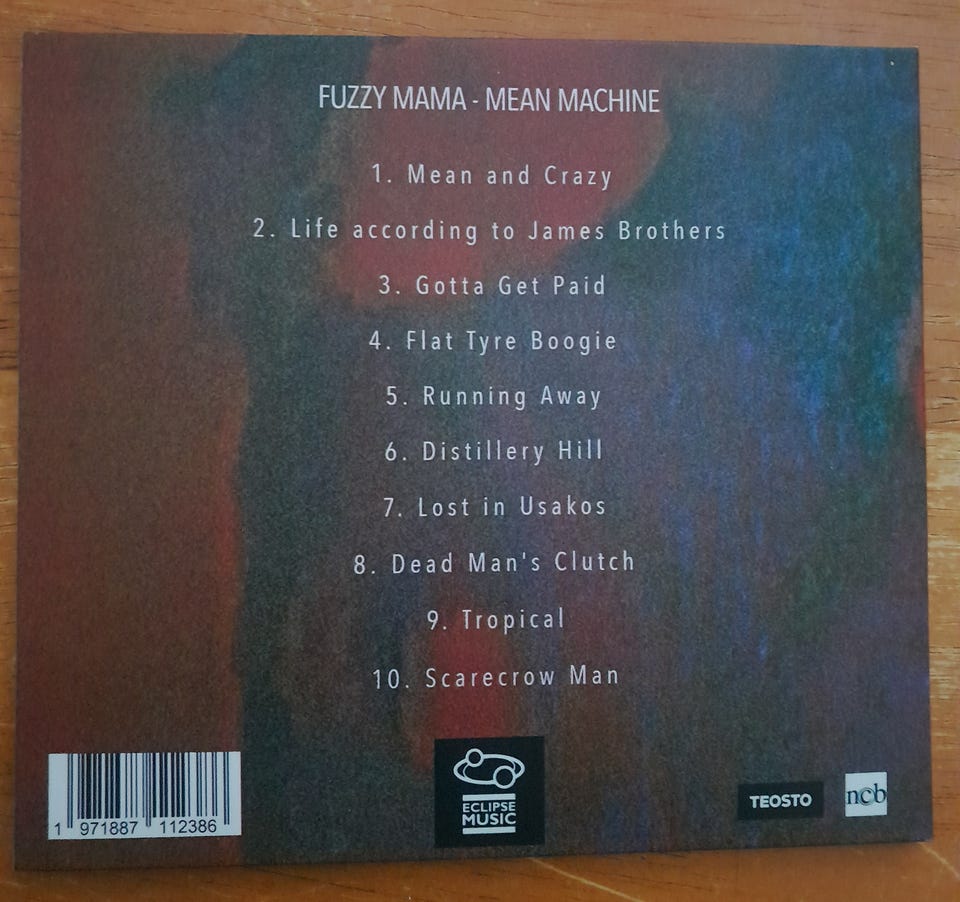 FUZZY MAMA - MEAN MACHINE
1. Mean and Crazy
2. Life according to James Brothers
3. Gotta Get Paid
4. Flat Tyre Boogie
5. Running Away
6. Distillery Hill
7. Lost in Usakos
8. Dead Man's Clutch
9. Tropical
10. Scarecrow Man
1 971887 112386
ECLIPSE
MUSIC
TEOSTO
ncb